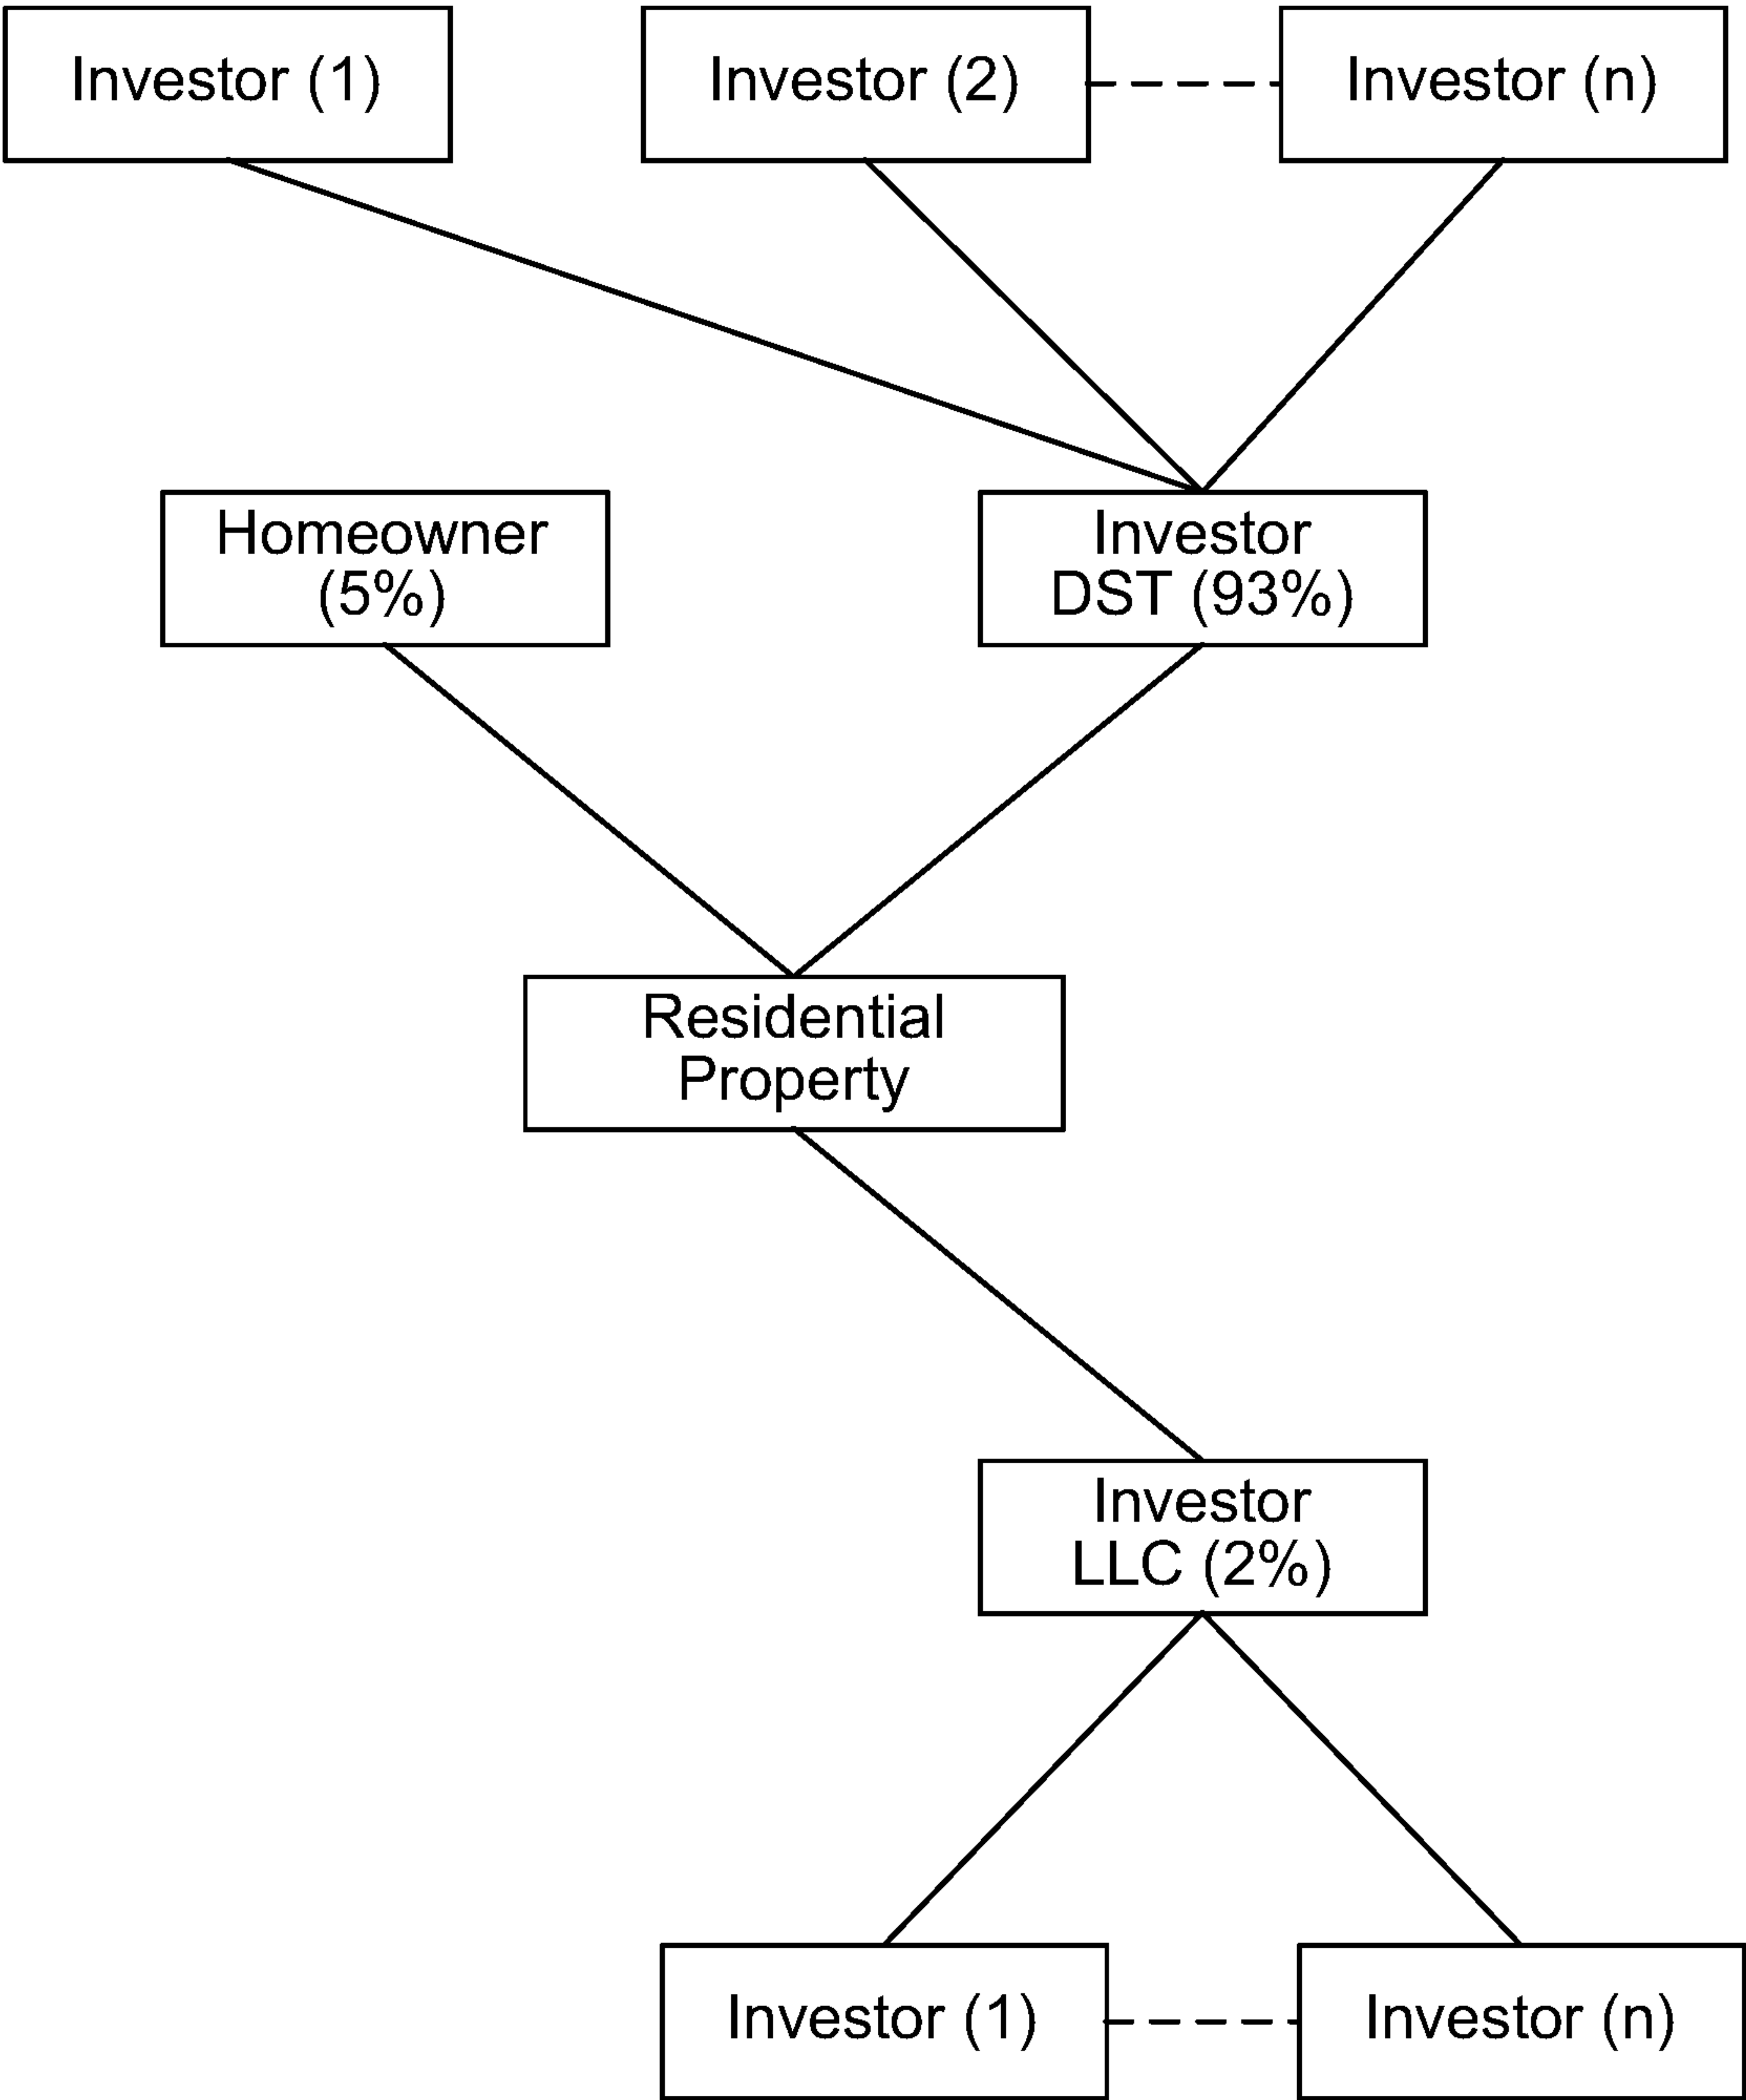 Investor (1)
Investor (2)
Investor (n)
Homeowner
(5%)
Investor
DST (93%)
Residential
Property
Investor
LLC (2%)
Investor (1)
Investor (n)